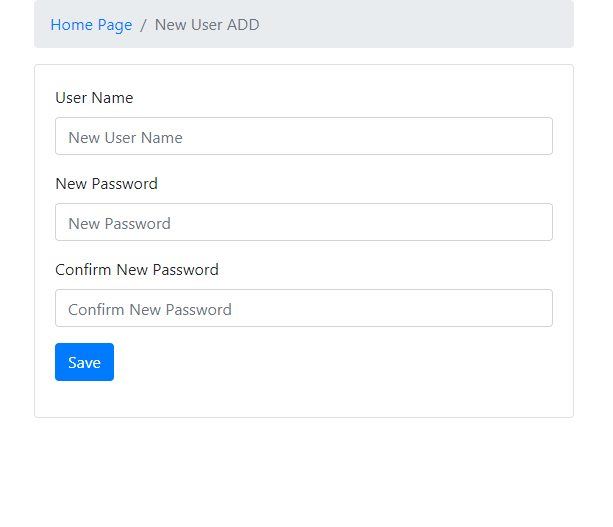 Home Page / New User ADD
User Name
New User Name
New Password
New Password
Confirm New Password
Confirm New Password
Save